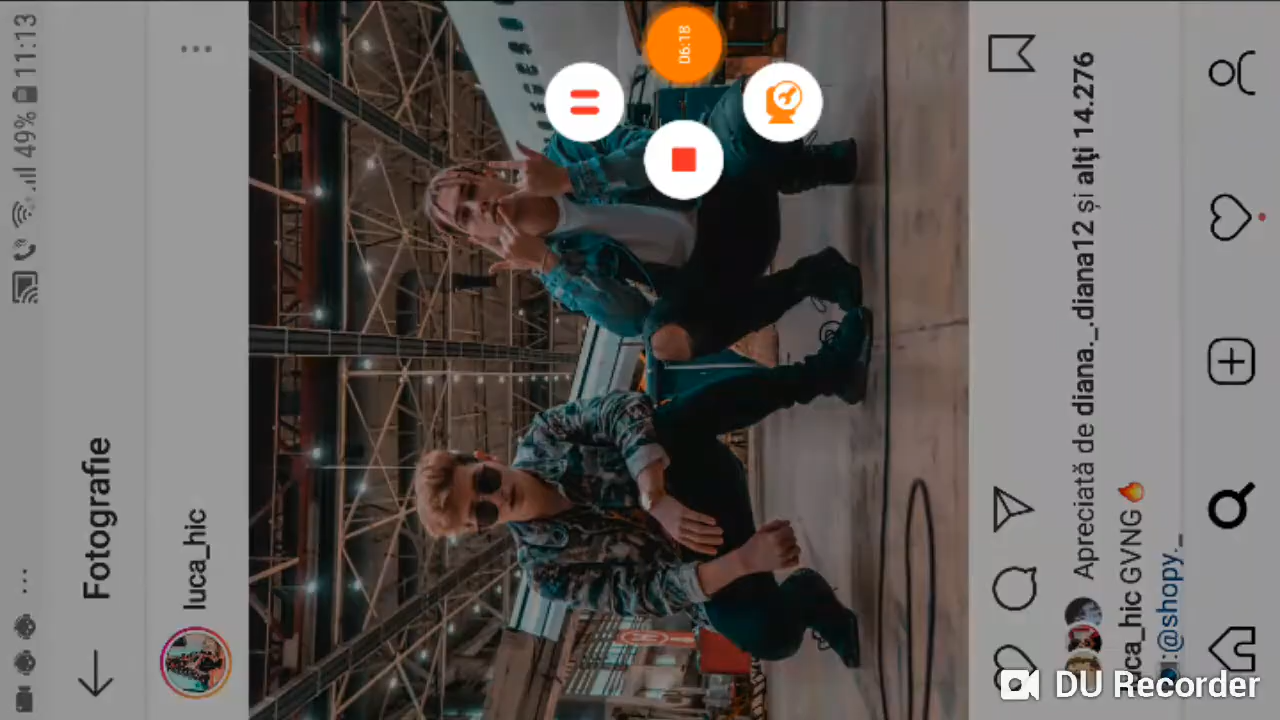 49% 11:13
Fotografie
luca_hic
06:18
Apreciată de diana._.diana12 și alți 14.276
luca_hic GVNG🔥
📸:@shopy._
DU Recorder